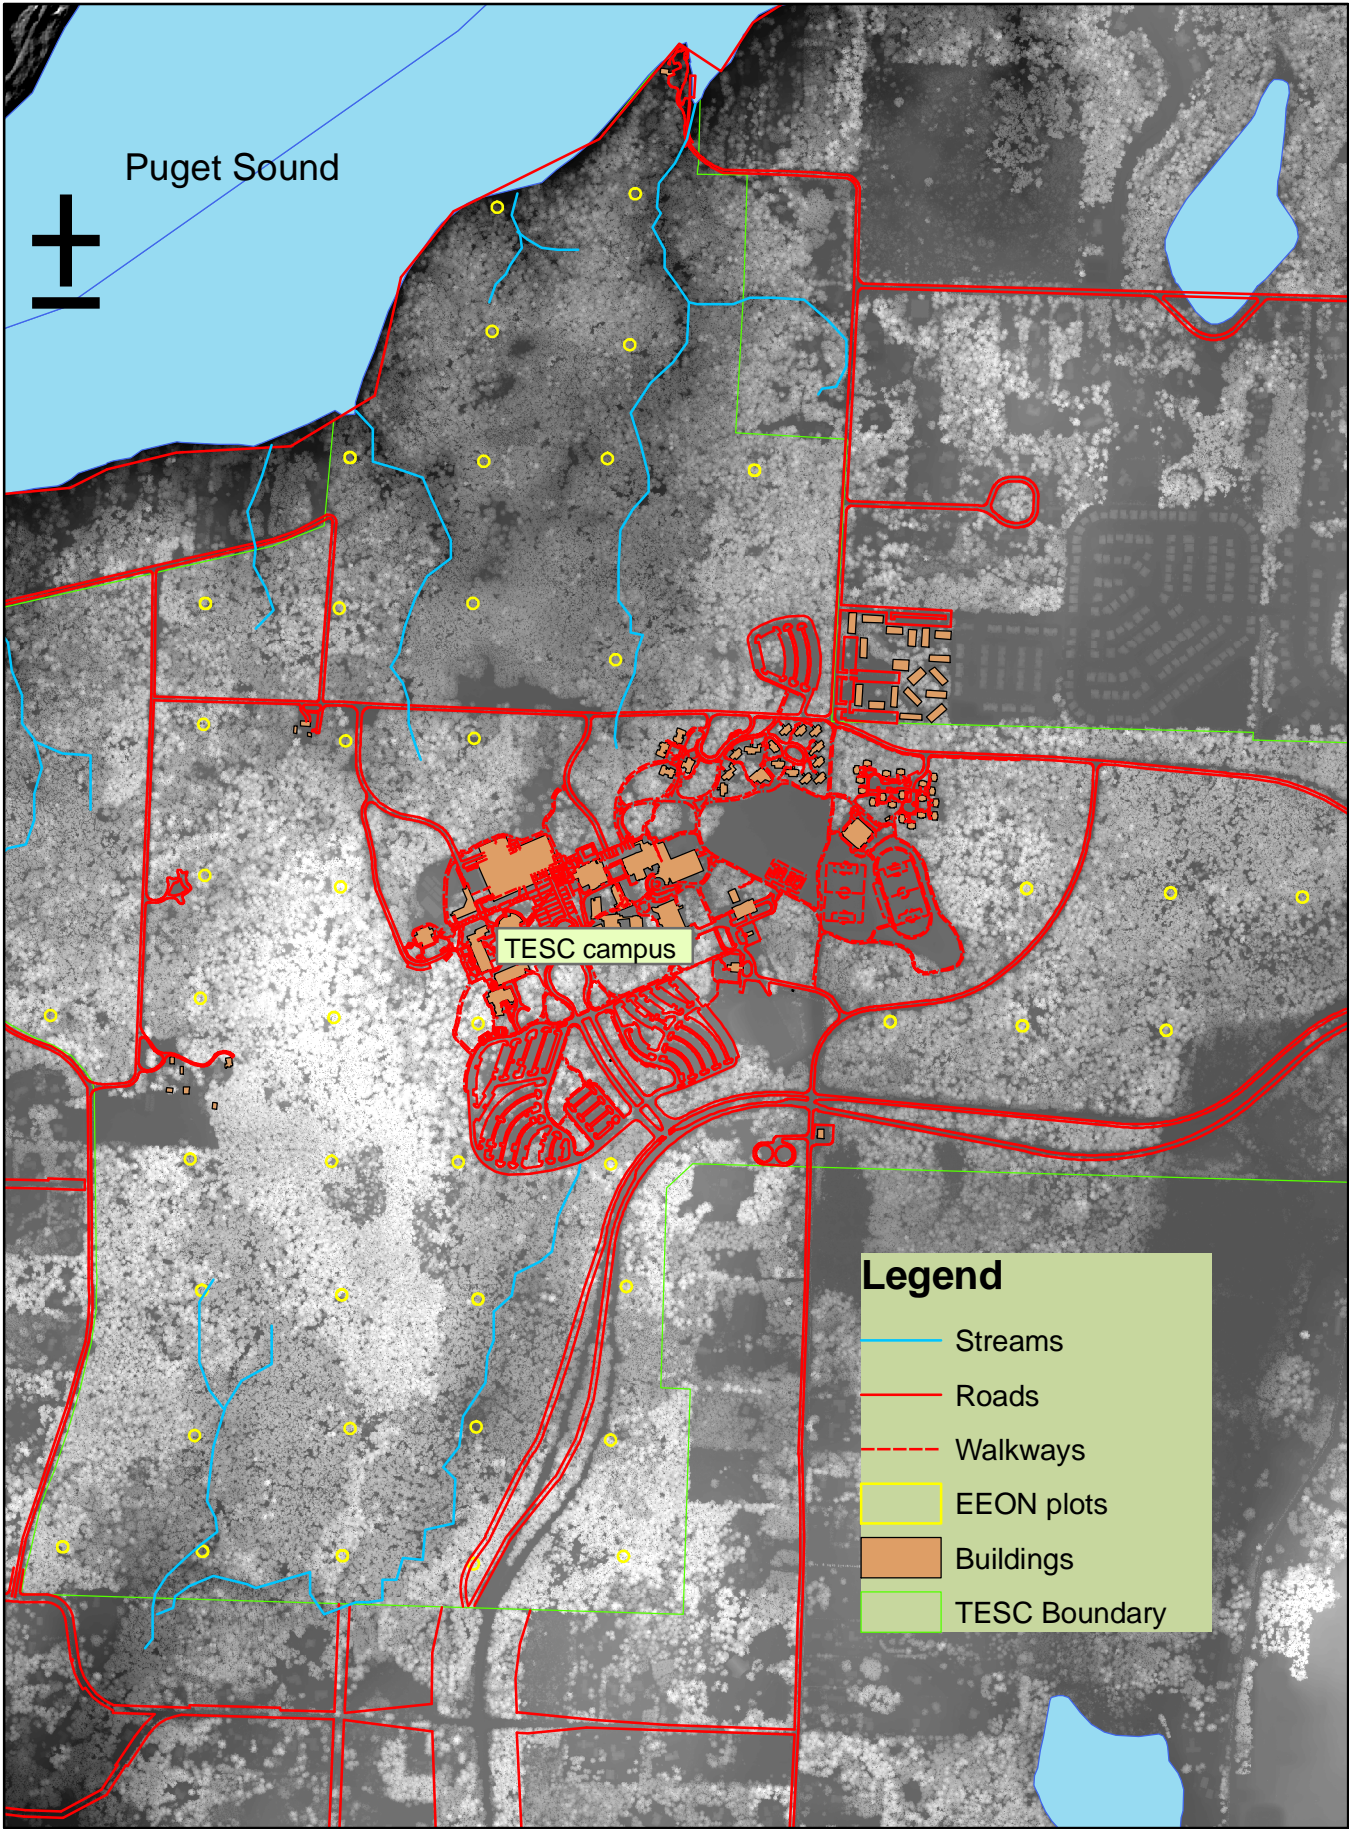 Puget Sound
TESC campus
Legend
Streams
Roads
Walkways
EEON plots
Buildings
TESC Boundary